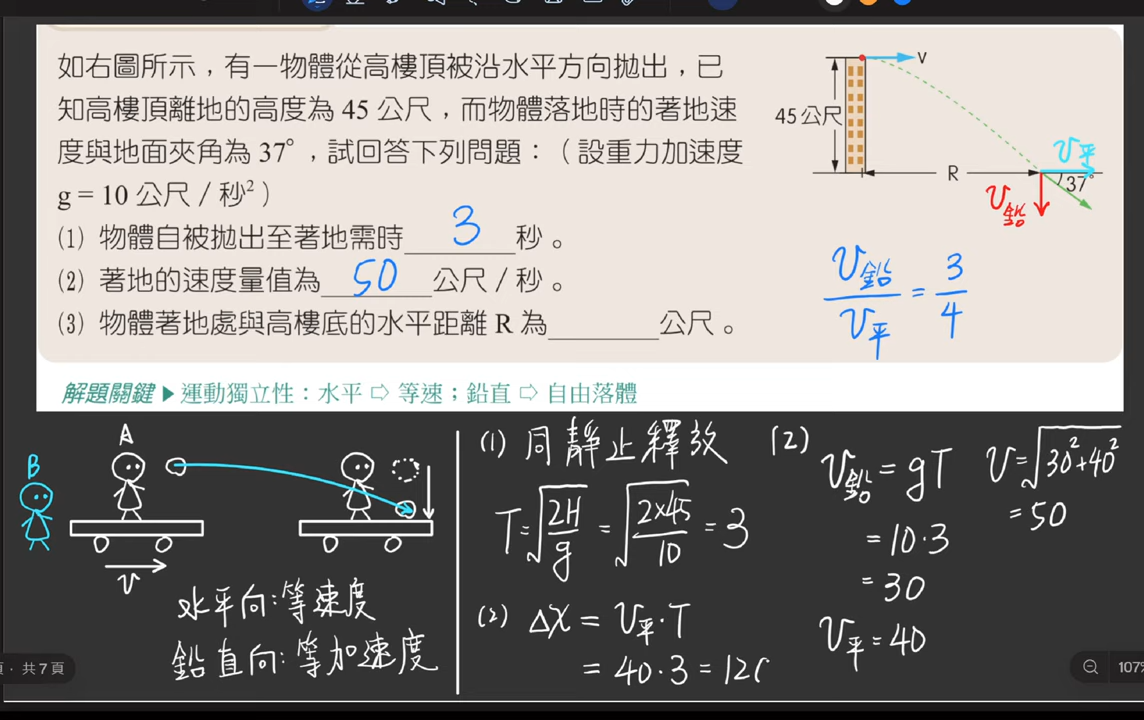 如右圖所示，有一物體從高樓頂被沿水平方向拋出，已
知高樓頂離地的高度為 45 公尺，而物體落地時的著地速
度與地面夾角為 37°，試回答下列問題：（設重力加速度
g = 10 公尺／秒²）
(1) 物體自被拋出至著地需時 3 秒。
(2) 著地的速度量值為 50 公尺／秒。
(3) 物體著地處與高樓底的水平距離 R 為______公尺。
v
45公尺
R
37°
v平
v鉛
v鉛/v平 = 3/4
解題關鍵▶運動獨立性：水平⇨等速；鉛直⇨自由落體
A
B
v
水平向:等速度
鉛直向:等加速度
(1) 同靜止釋放
T=√(2H/g) = √(2×45/10) = 3
(2) Δx = v平·T
= 40·3 = 12
(2)
v鉛 = gT
= 10·3
= 30
v平 = 40
v=√(30²+40²)
= 50
頁 · 共 7 頁
107%